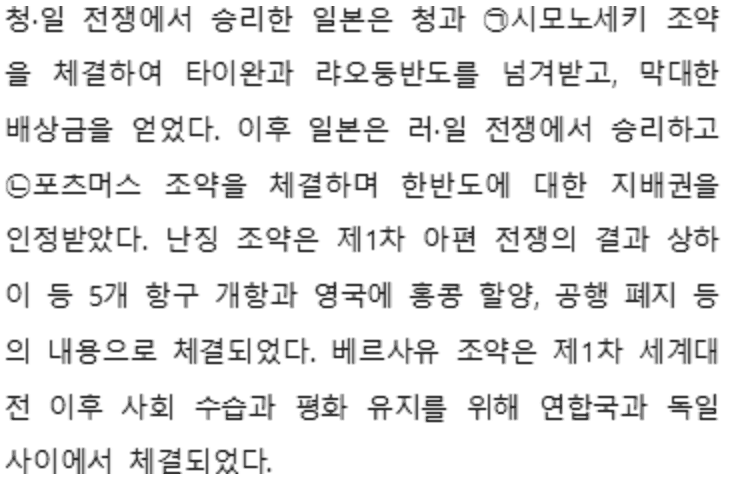 청·일 전쟁에서 승리한 일본은 청과 ㉠시모노세키 조약
을 체결하여 타이완과 랴오둥반도를 넘겨받고, 막대한
배상금을 얻었다. 이후 일본은 러·일 전쟁에서 승리하고
㉡포츠머스 조약을 체결하며 한반도에 대한 지배권을
인정받았다. 난징 조약은 제1차 아편 전쟁의 결과 상하
이 등 5개 항구 개항과 영국에 홍콩 할양, 공행 폐지 등
의 내용으로 체결되었다. 베르사유 조약은 제1차 세계대
전 이후 사회 수습과 평화 유지를 위해 연합국과 독일
사이에서 체결되었다.